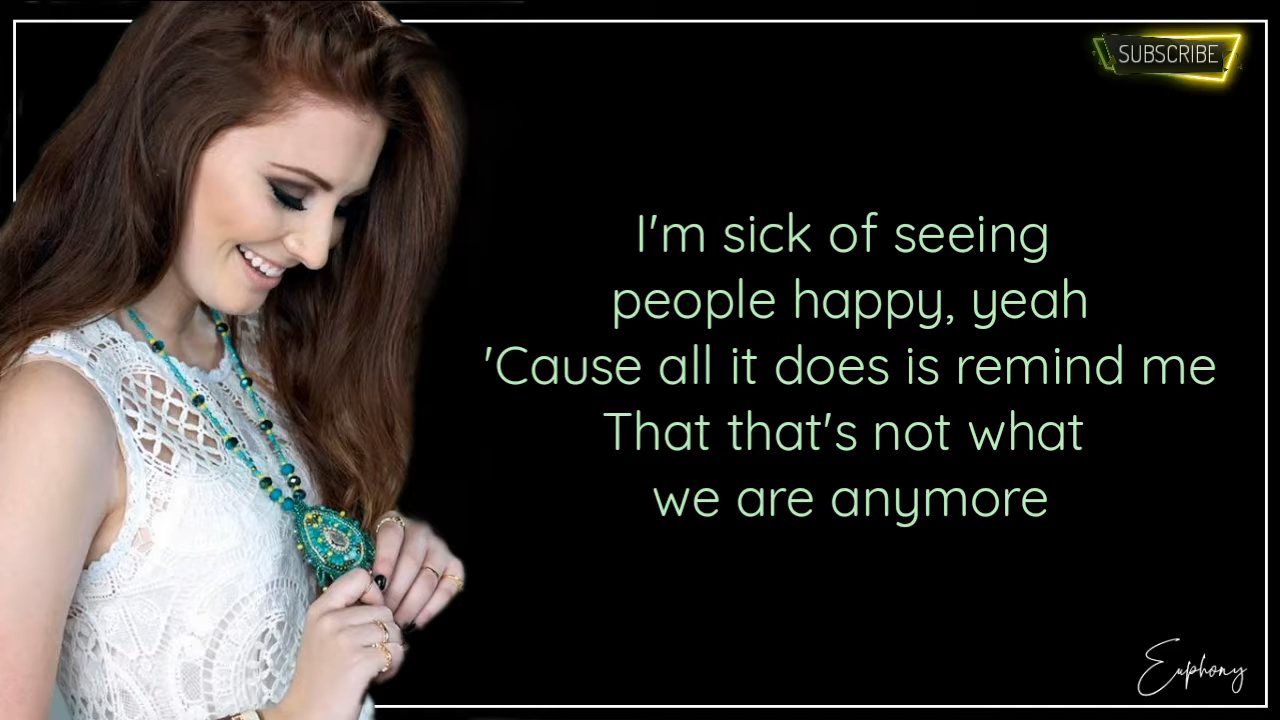 SUBSCRIBE
I'm sick of seeing
people happy, yeah
'Cause all it does is remind me
That that's not what
we are anymore
Euphony